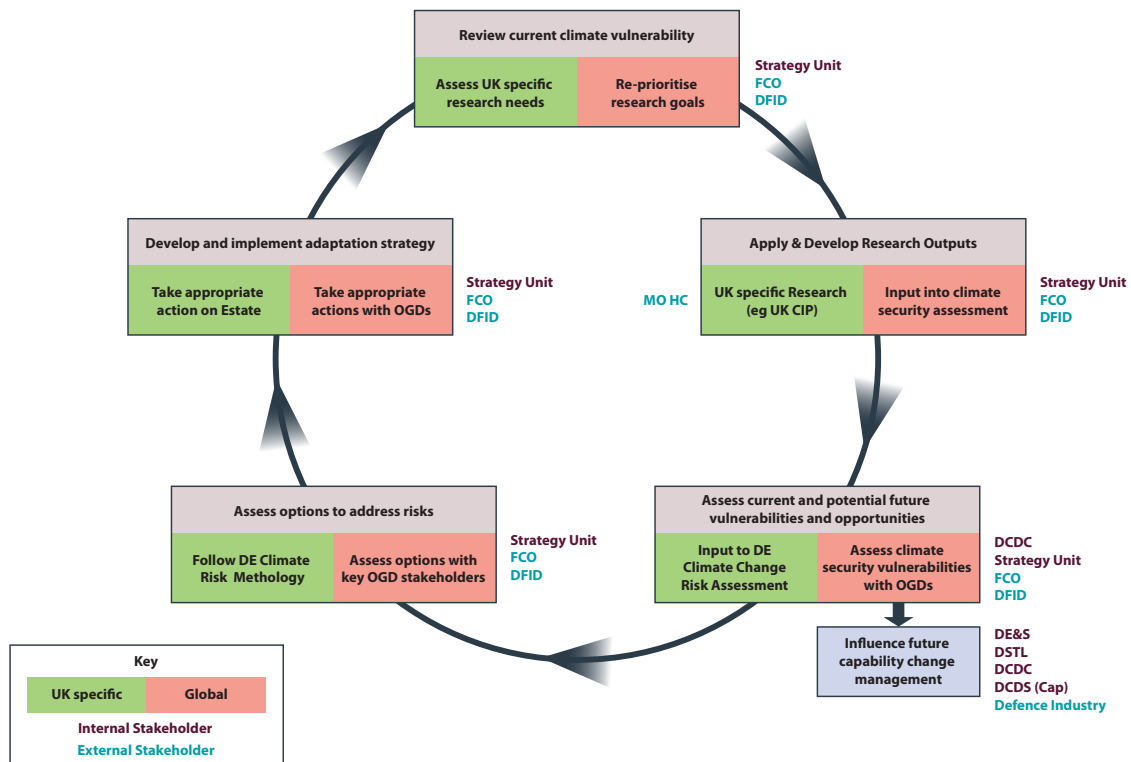 Review current climate vulnerability
Assess UK specific
research needs
Re-prioritise
research goals
Strategy Unit
FCO
DFID
Develop and implement adaptation strategy
Take appropriate
action on Estate
Take appropriate
actions with OGDs
Strategy Unit
FCO
DFID
MO HC
Apply & Develop Research Outputs
UK specific Research
(eg UK CIP)
Input into climate
security assessment
Strategy Unit
FCO
DFID
Assess options to address risks
Follow DE Climate
Risk Methology
Assess options with
key OGD stakeholders
Strategy Unit
FCO
DFID
Assess current and potential future
vulnerabilities and opportunities
Input to DE
Climate Change
Risk Assessment
Assess climate
security vulnerabilities
with OGDs
DCDC
Strategy Unit
FCO
DFID
Influence future
capability change
management
DE&S
DSTL
DCDC
DCDS (Cap)
Defence Industry
Key
UK specific
Global
Internal Stakeholder
External Stakeholder